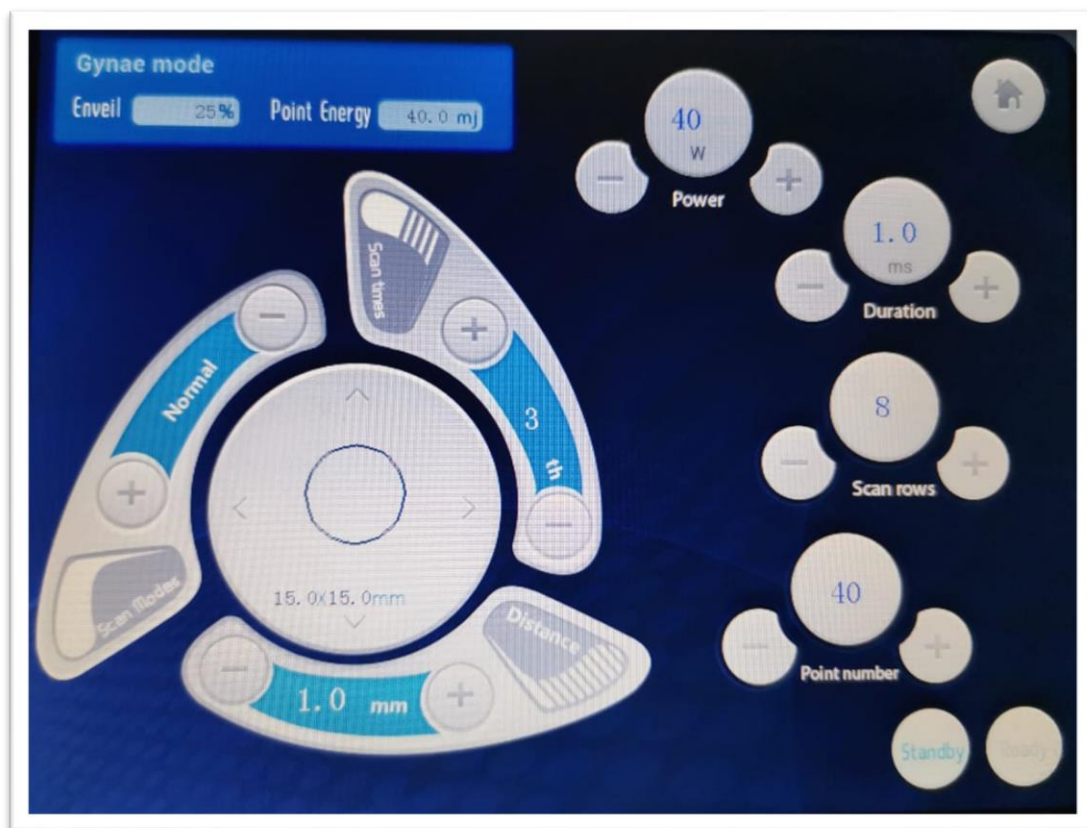 Gynae mode
Enveil 25% Point Energy 40.0 mj
40
W
- +
Power
1.0
ms
- +
Duration
8
- +
Scan rows
40
- +
Point number
Scan times
+
3 th
-
-
Normal
+
Scan Modes
15.0X15.0mm
Distance
- 1.0 mm +
Standby Ready